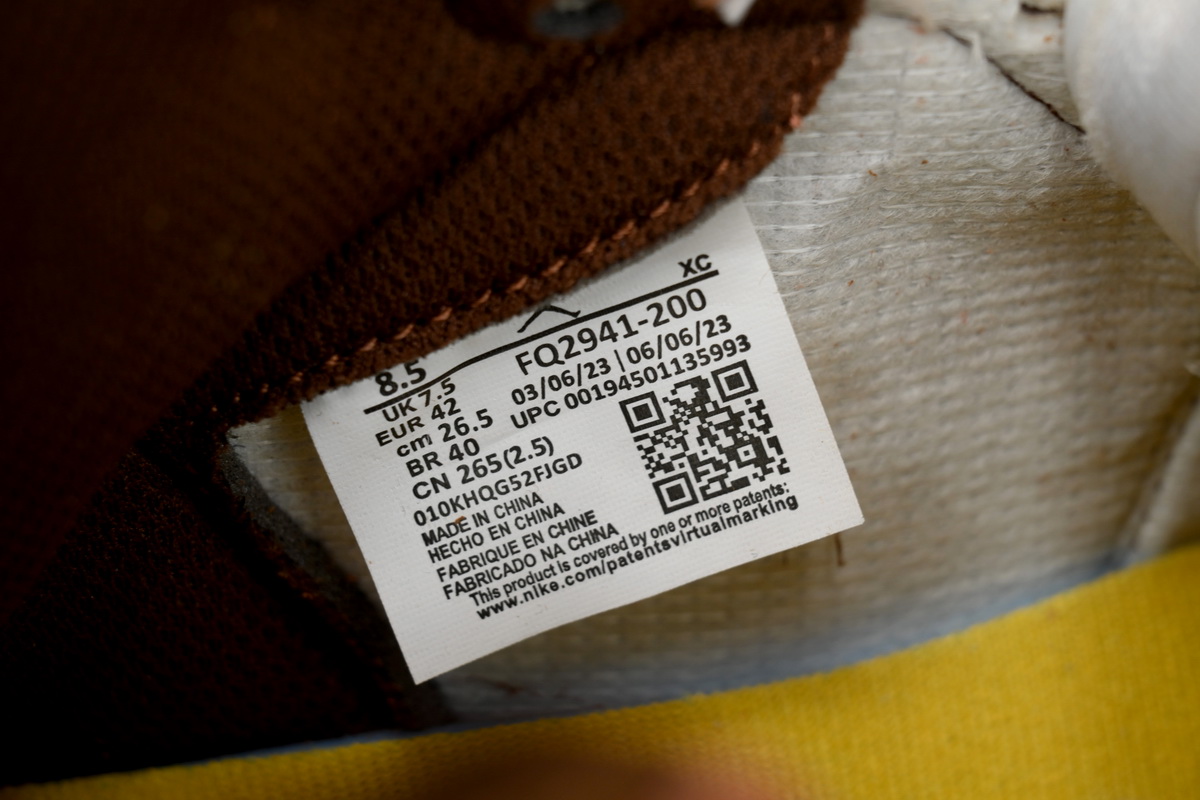 XC
8.5
UK 7.5
EUR 42
cm 26.5
BR 40
CN 265(2.5)
FQ2941-200
03/06/23 | 06/06/23
UPC 00194501135993
010KHQG52FJGD
MADE IN CHINA
HECHO EN CHINA
FABRIQUE EN CHINE
FABRICADO NA CHINA
This product is covered by one or more patents:
www.nike.com/patentsvirtualmarking